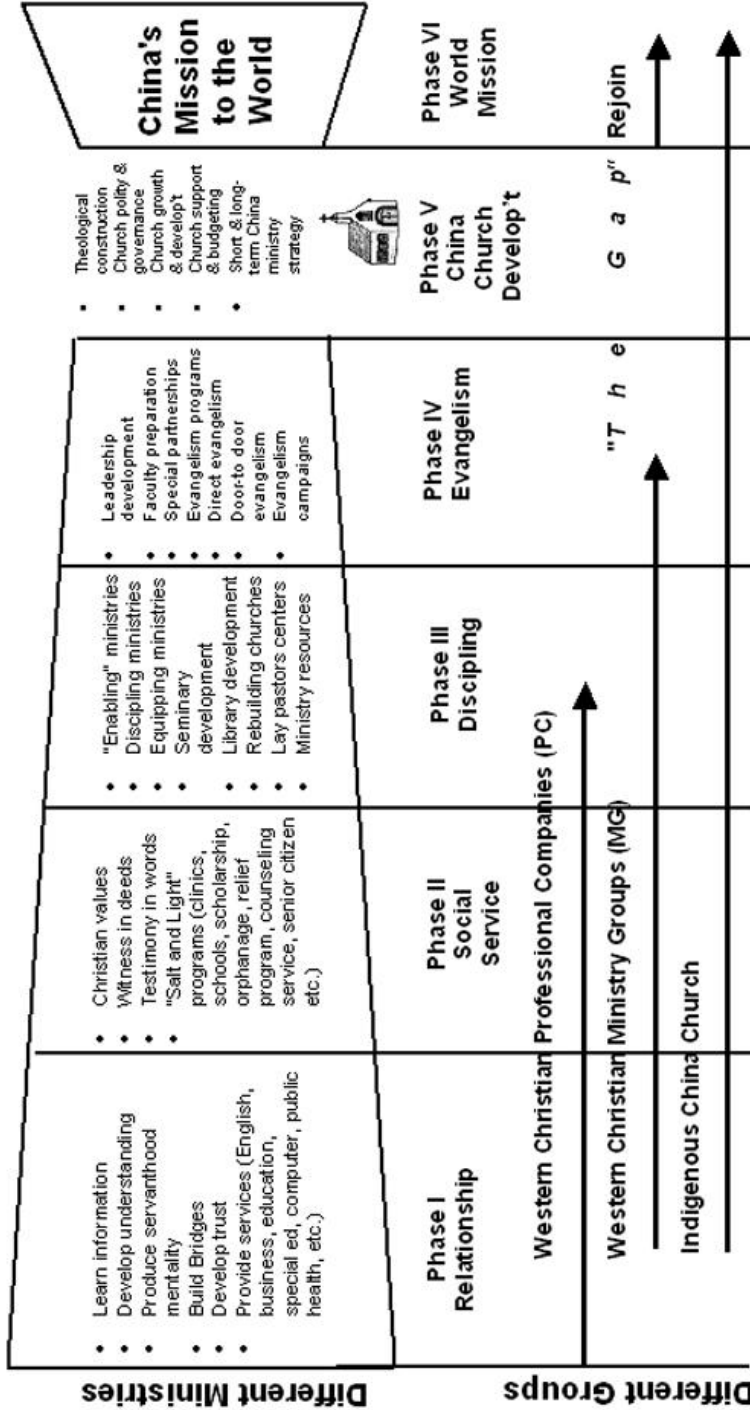 Different Ministries
• Learn information
• Develop understanding
• Produce servanthood
mentality
• Build Bridges
• Develop trust
• Provide services (English,
business, education,
special ed, computer, public
health, etc.)
• Christian values
• Witness in deeds
• Testimony in words
• "Salt and Light"
programs (clinics,
schools, scholarship,
orphanage, relief
program, counseling
service, senior citizen
etc.)
• "Enabling" ministries
• Discipling ministries
• Equipping ministries
• Seminary
development
• Library development
• Rebuilding churches
• Lay pastors centers
• Ministry resources
• Leadership
development
• Faculty preparation
• Special partnerships
• Evangelism programs
• Direct evangelism
• Door-to door
evangelism
• Evangelism
campaigns
▪ Theological
construction
▪ Church polity &
governance
▪ Church growth
& develop't
▪ Church support
& budgeting
• Short & long-
term China
ministry
strategy
China's
Mission
to the
World
Phase I
Relationship
Phase II
Social
Service
Phase III
Discipling
Phase IV
Evangelism
Phase V
China
Church
Develop't
Phase VI
World
Mission
Different Groups
Western Christian Professional Companies (PC)
Western Christian Ministry Groups (MG)
"The Gap"
Rejoin
Indigenous China Church